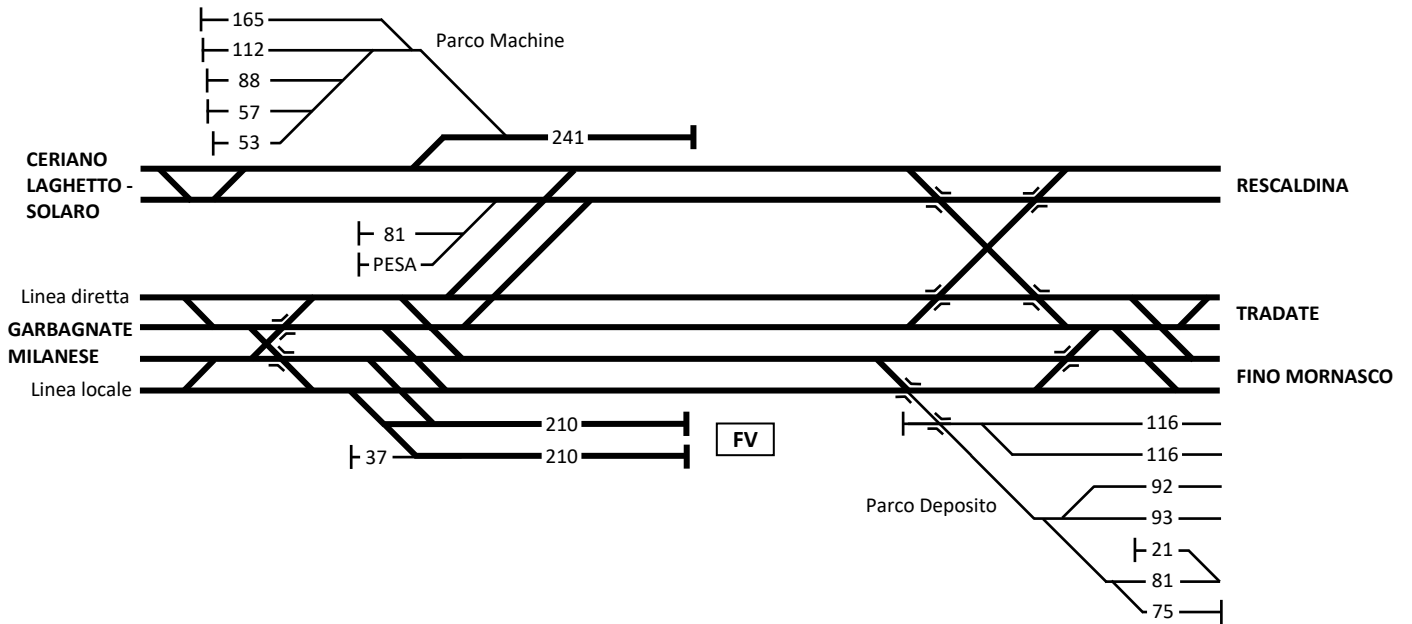 165
112
Parco Machine
88
57
53
241
CERIANO
LAGHETTO -
SOLARO
RESCALDINA
81
PESA
Linea diretta
GARBAGNATE
MILANESE
Linea locale
TRADATE
FINO MORNASCO
210
FV
210
37
116
116
Parco Deposito
92
93
21
81
75